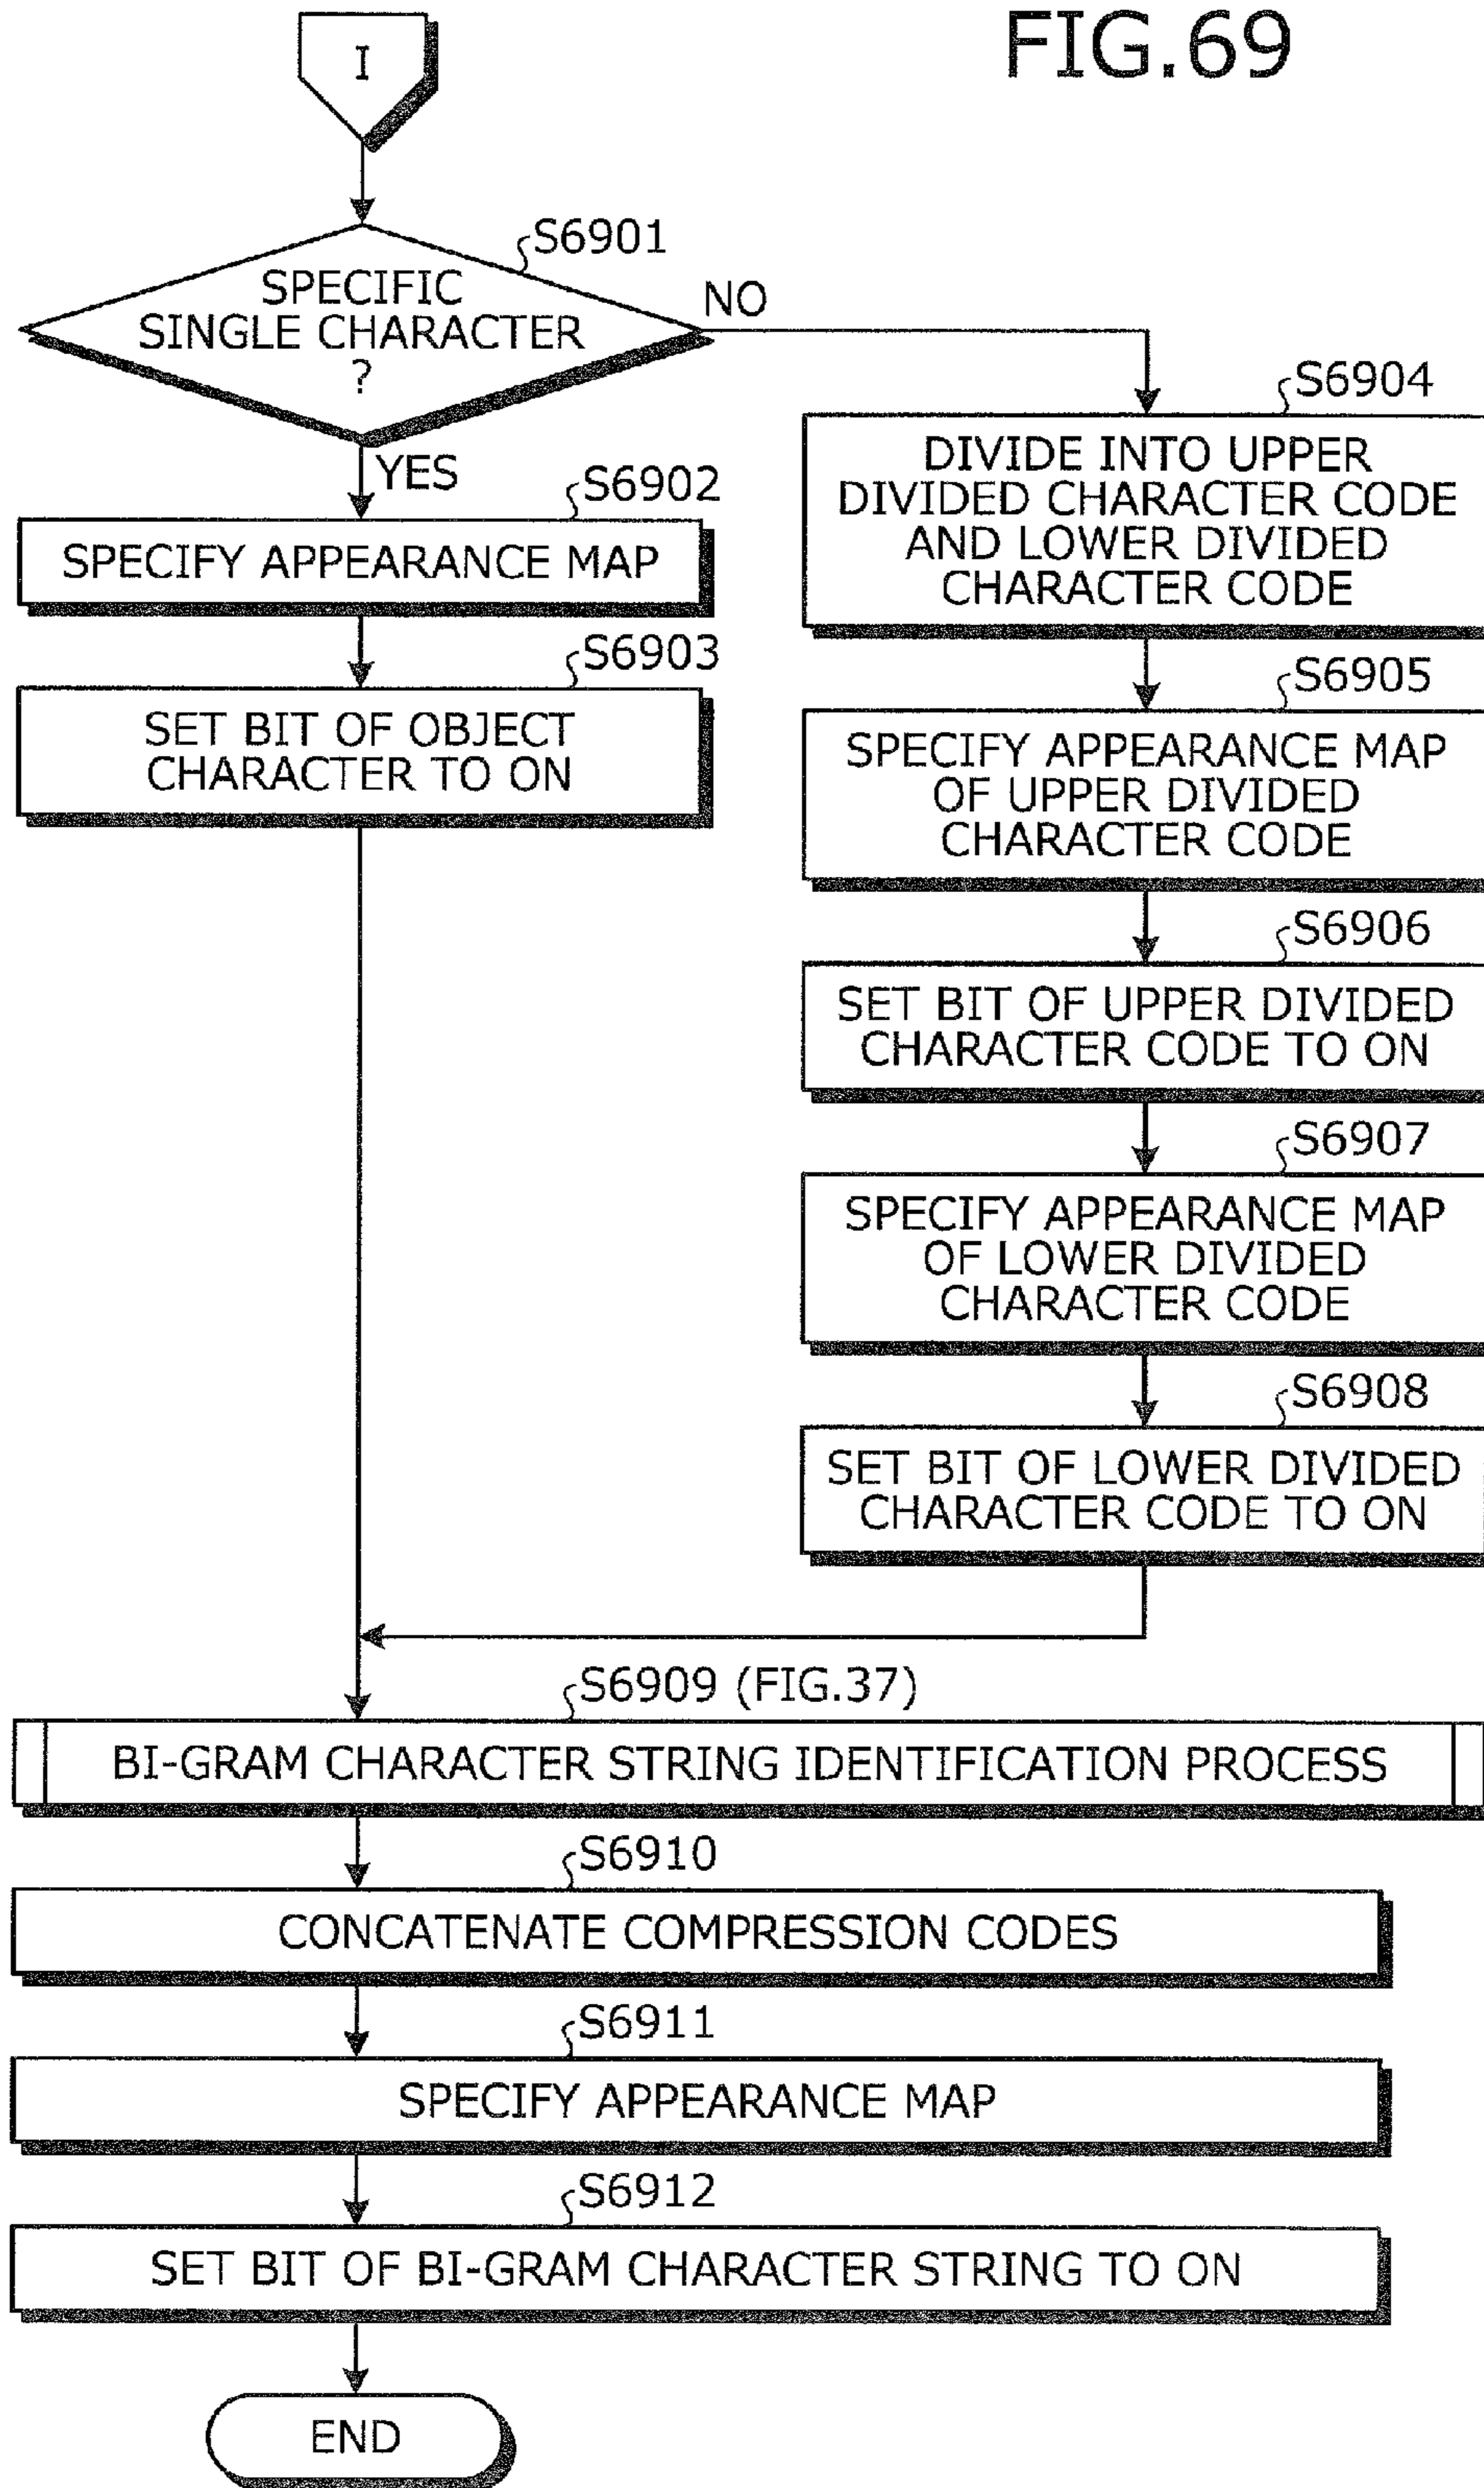 FIG.69
I
S6901
SPECIFIC
SINGLE CHARACTER
?
NO
YES
S6902
SPECIFY APPEARANCE MAP
S6903
SET BIT OF OBJECT
CHARACTER TO ON
S6904
DIVIDE INTO UPPER
DIVIDED CHARACTER CODE
AND LOWER DIVIDED
CHARACTER CODE
S6905
SPECIFY APPEARANCE MAP
OF UPPER DIVIDED
CHARACTER CODE
S6906
SET BIT OF UPPER DIVIDED
CHARACTER CODE TO ON
S6907
SPECIFY APPEARANCE MAP
OF LOWER DIVIDED
CHARACTER CODE
S6908
SET BIT OF LOWER DIVIDED
CHARACTER CODE TO ON
S6909 (FIG.37)
BI-GRAM CHARACTER STRING IDENTIFICATION PROCESS
S6910
CONCATENATE COMPRESSION CODES
S6911
SPECIFY APPEARANCE MAP
S6912
SET BIT OF BI-GRAM CHARACTER STRING TO ON
END